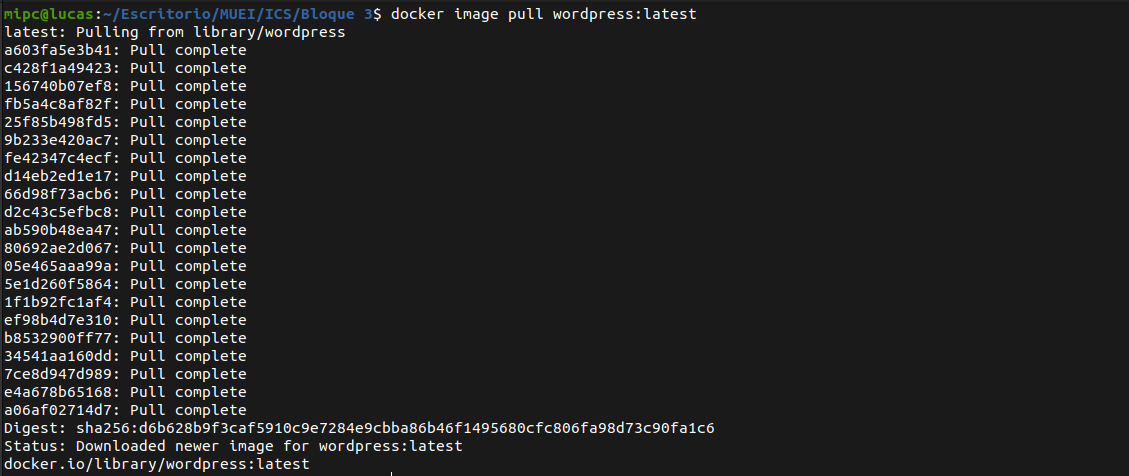 mipc@lucas:~/Escritorio/MUEI/ICS/Bloque 3$ docker image pull wordpress:latest
latest: Pulling from library/wordpress
a603fa5e3b41: Pull complete
c428f1a49423: Pull complete
156740b07ef8: Pull complete
fb5a4c8af82f: Pull complete
25f85b498fd5: Pull complete
9b233e420ac7: Pull complete
fe42347c4ecf: Pull complete
d14eb2ed1e17: Pull complete
66d98f73acb6: Pull complete
d2c43c5efbc8: Pull complete
ab590b48ea47: Pull complete
80692ae2d067: Pull complete
05e465aaa99a: Pull complete
5e1d260f5864: Pull complete
1f1b92fc1af4: Pull complete
ef98b4d7e310: Pull complete
b8532900ff77: Pull complete
34541aa160dd: Pull complete
7ce8d947d989: Pull complete
e4a678b65168: Pull complete
a06af02714d7: Pull complete
Digest: sha256:d6b628b9f3caf5910c9e7284e9cbba86b46f1495680cfc806fa98d73c90fa1c6
Status: Downloaded newer image for wordpress:latest
docker.io/library/wordpress:latest